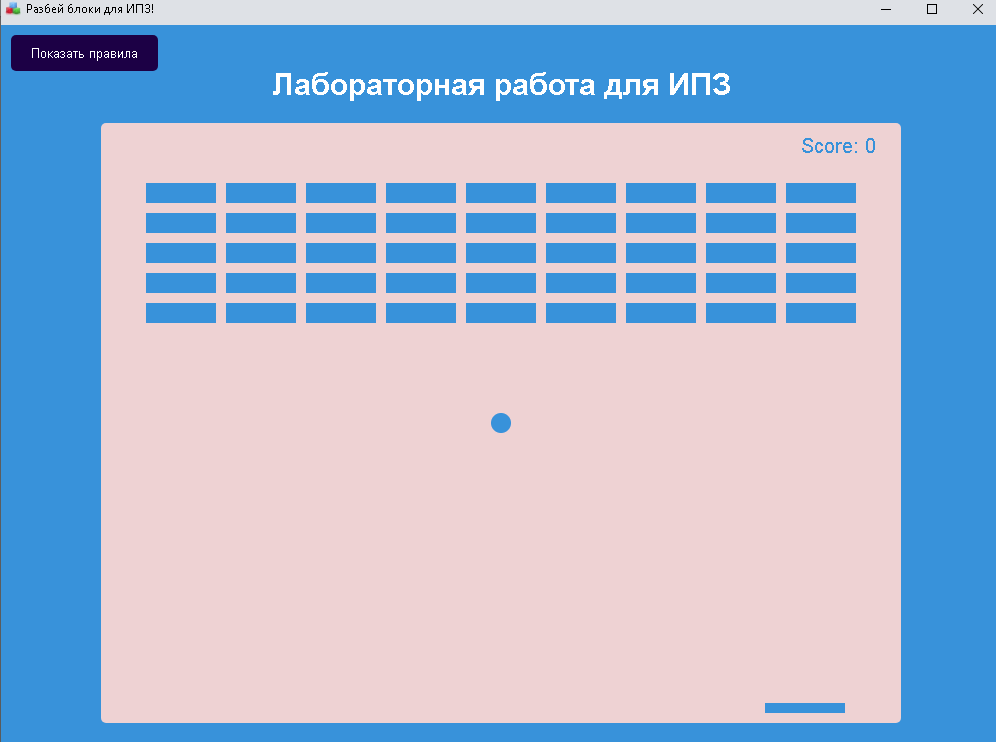 Разбей блоки для ИПЗ!
Показать правила
Лабораторная работа для ИПЗ
Score: 0